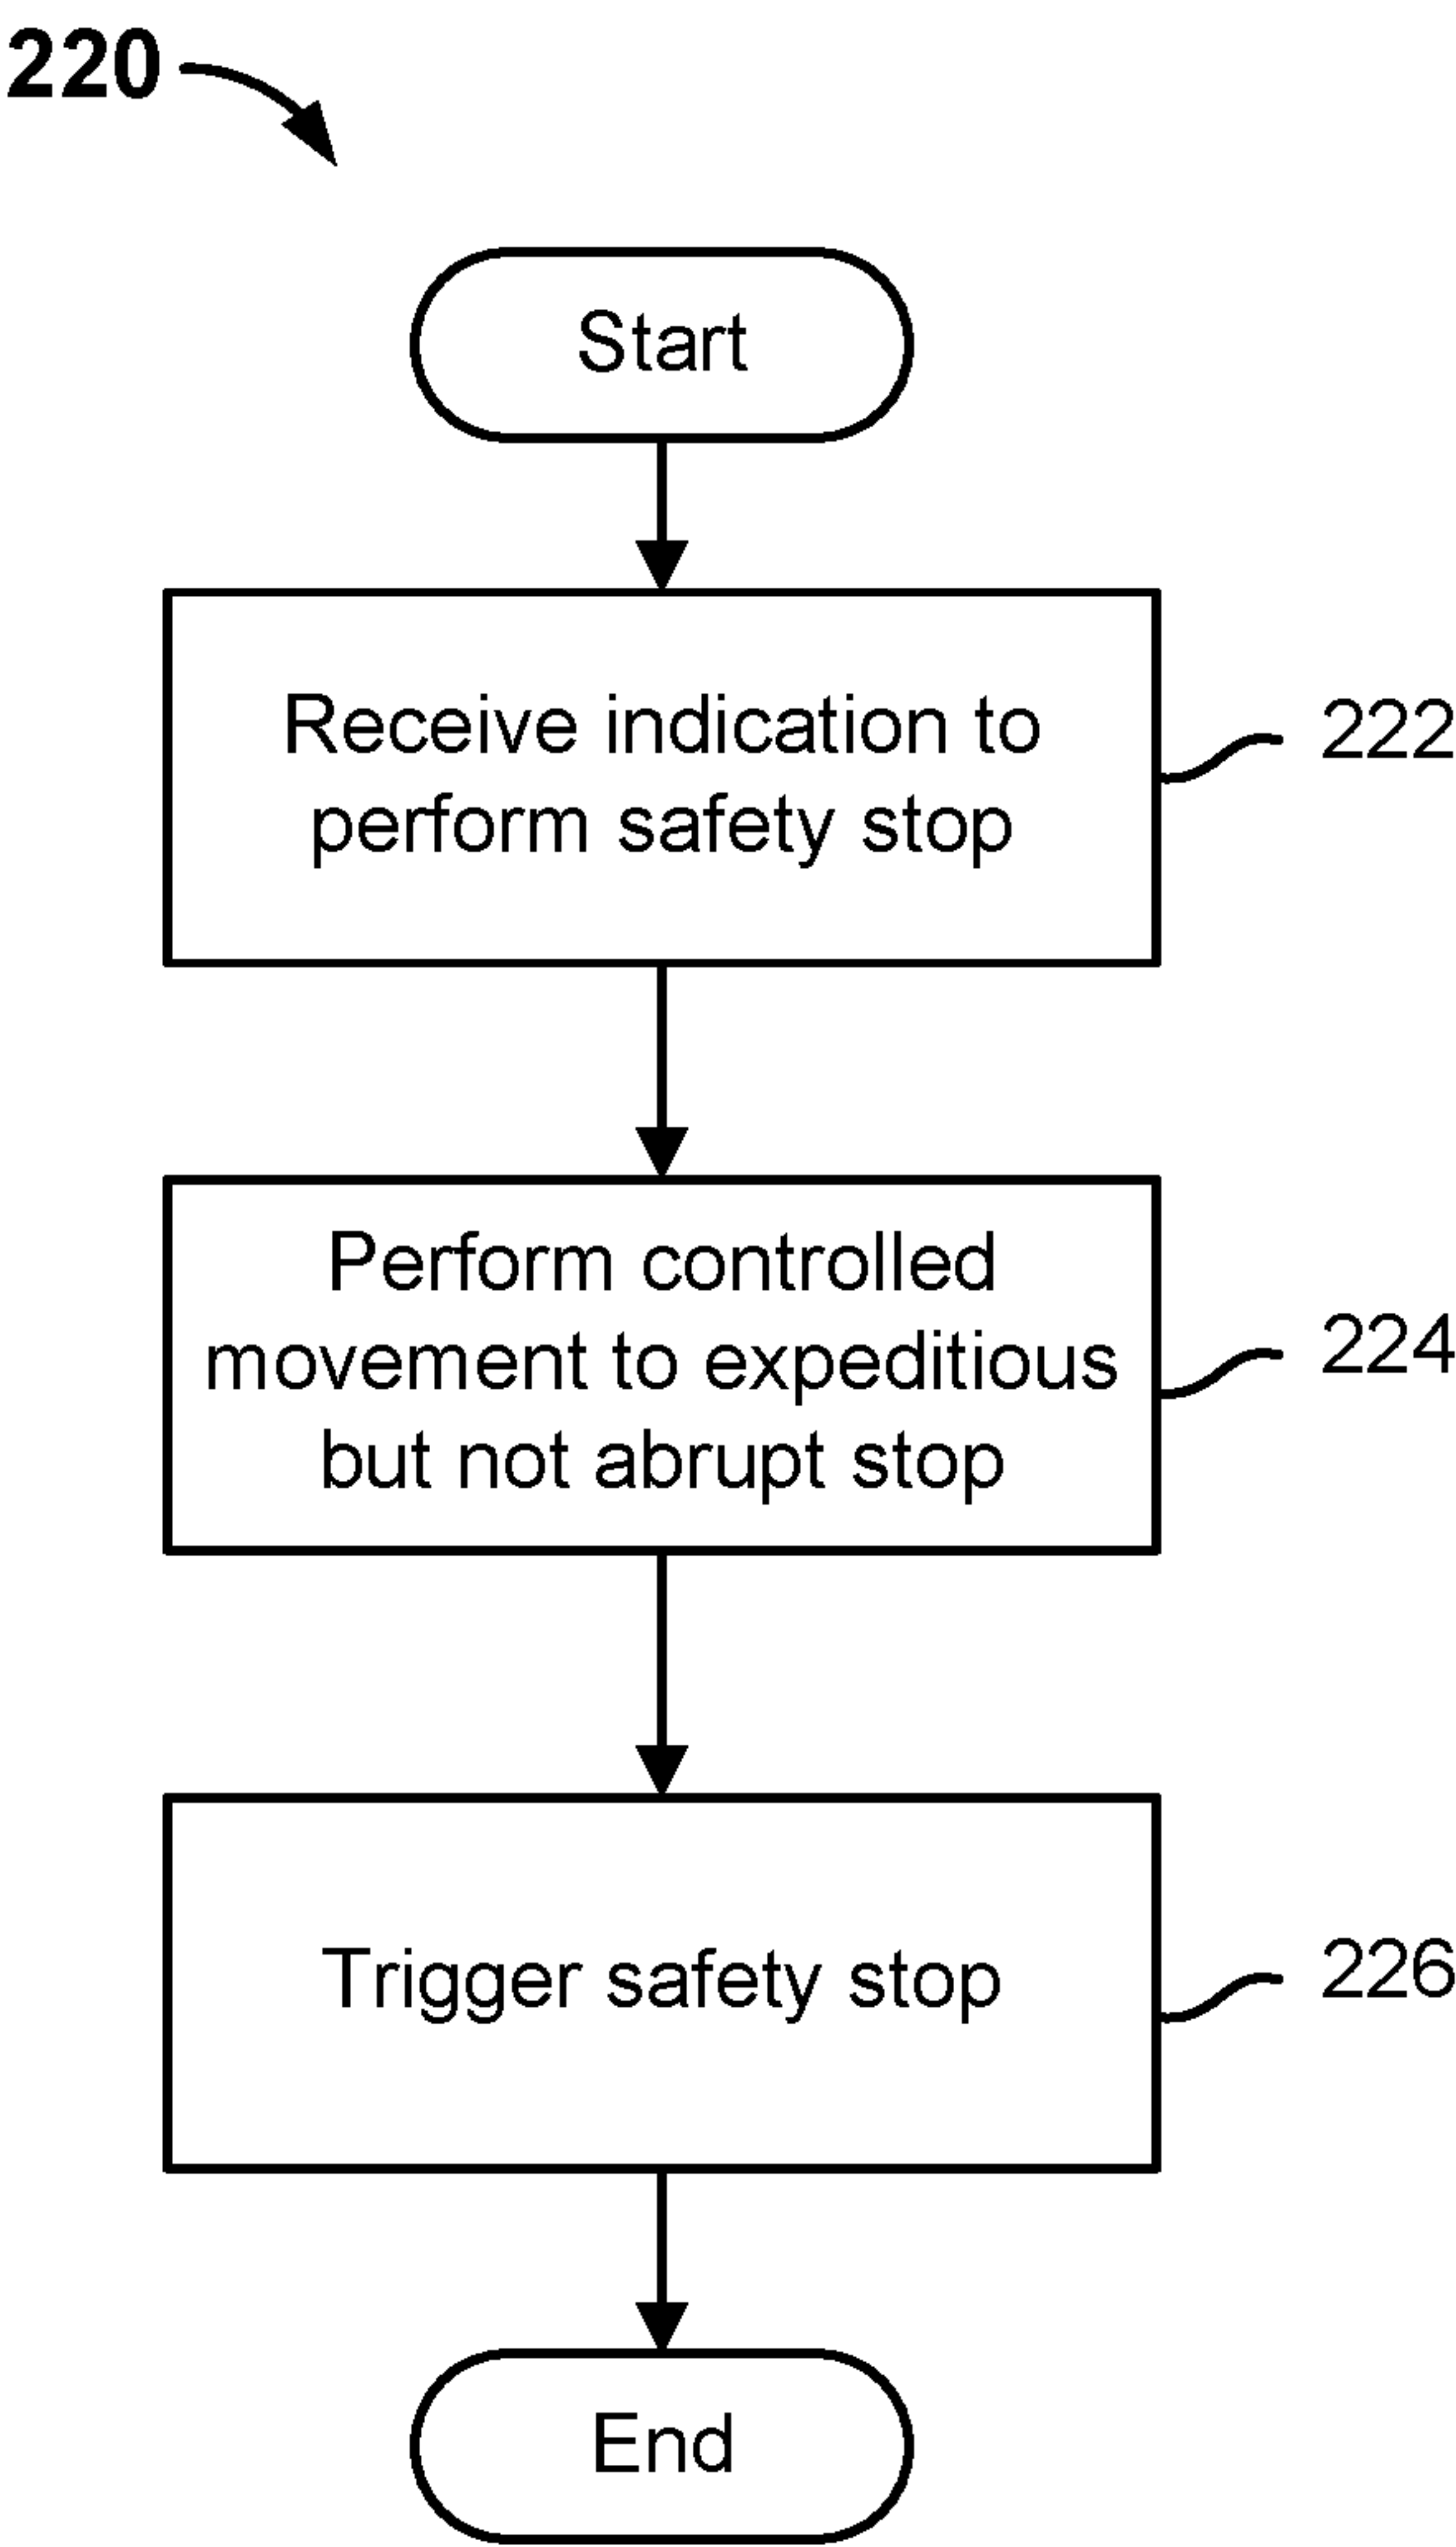 220
Start
Receive indication to
perform safety stop
222
Perform controlled
movement to expeditious
but not abrupt stop
224
Trigger safety stop
226
End